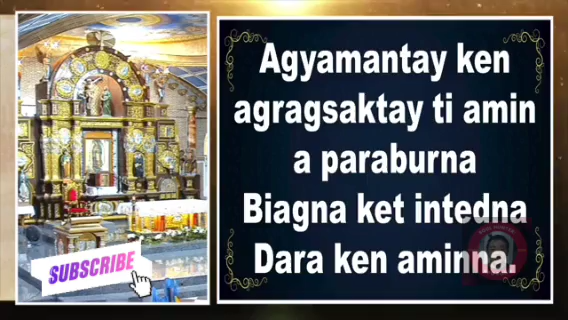 Agyamantay ken
agragsaktay ti amin
a paraburna
Biagna ket intedna
Dara ken aminna.
SUBSCRIBE